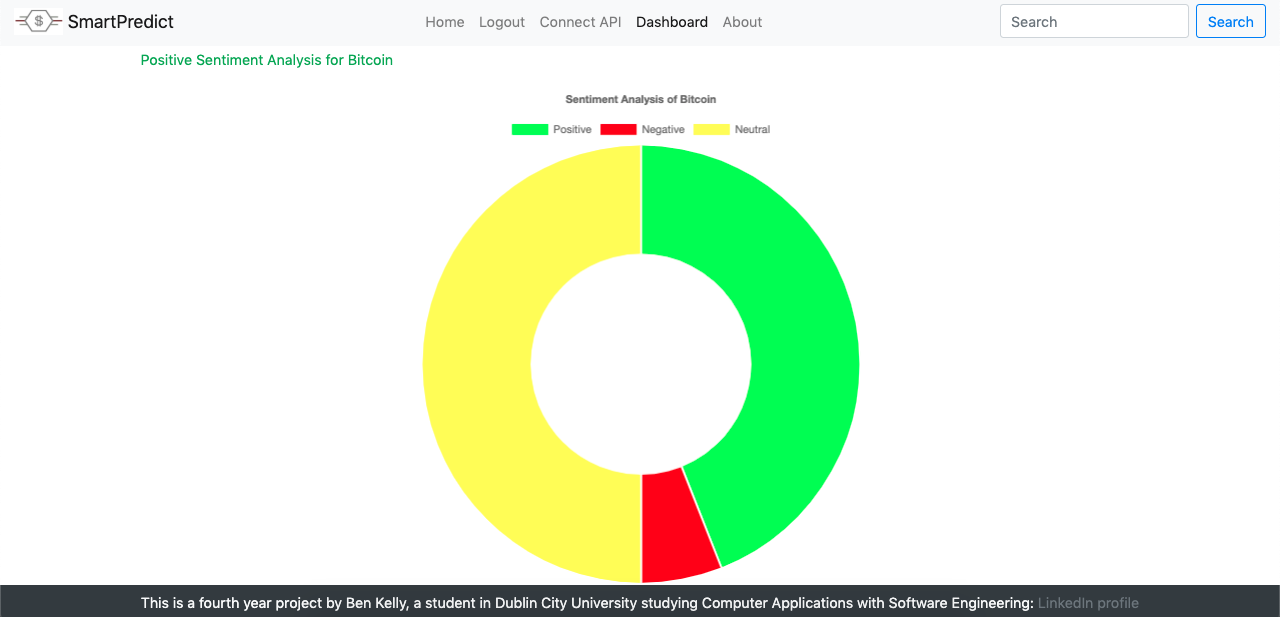 $ SmartPredict Home Logout Connect API Dashboard About Search Search
Positive Sentiment Analysis for Bitcoin
Sentiment Analysis of Bitcoin
Positive Negative Neutral
This is a fourth year project by Ben Kelly, a student in Dublin City University studying Computer Applications with Software Engineering: LinkedIn profile